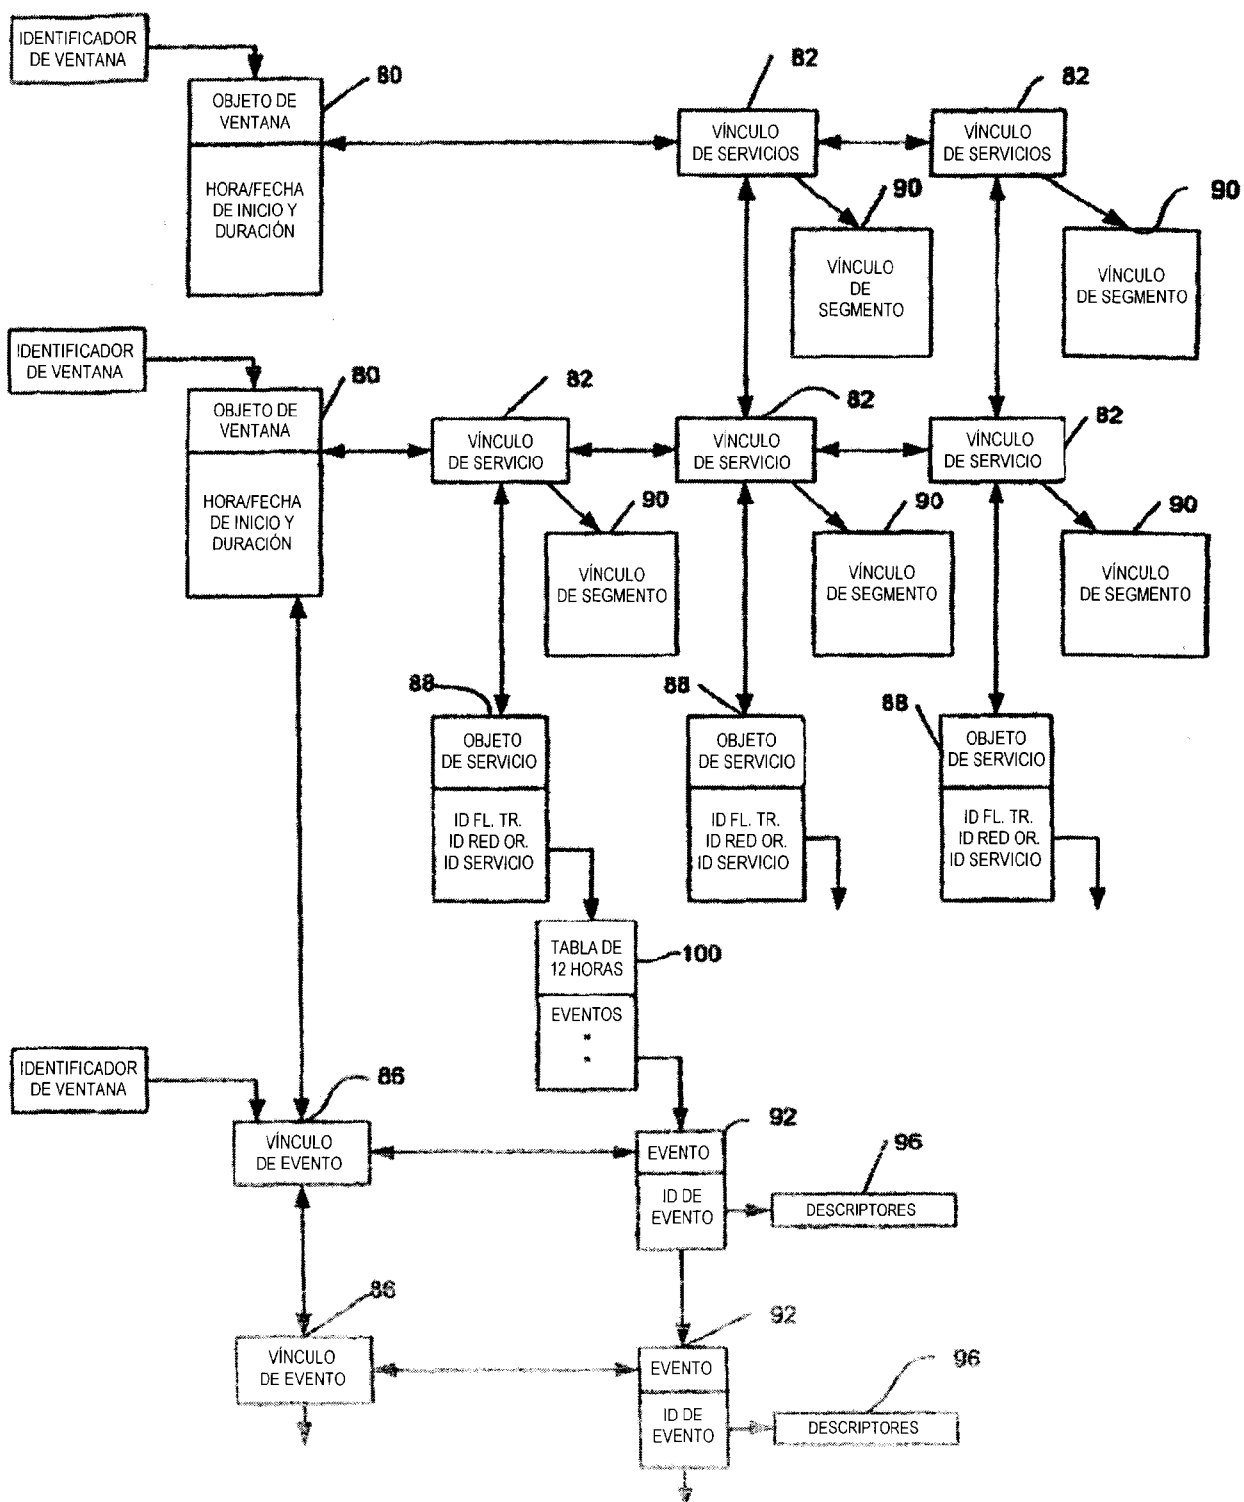 IDENTIFICADOR
DE VENTANA
80
OBJETO DE
VENTANA
HORA/FECHA
DE INICIO Y
DURACIÓN
82
VÍNCULO
DE SERVICIOS
82
VÍNCULO
DE SERVICIOS
90
VÍNCULO
DE
SEGMENTO
90
VÍNCULO
DE SEGMENTO
IDENTIFICADOR
DE VENTANA
80
OBJETO DE
VENTANA
HORA/FECHA
DE INICIO Y
DURACIÓN
82
VÍNCULO
DE SERVICIO
82
VÍNCULO
DE SERVICIO
82
VÍNCULO
DE SERVICIO
90
VÍNCULO
DE SEGMENTO
90
VÍNCULO
DE SEGMENTO
90
VÍNCULO
DE SEGMENTO
88
OBJETO
DE SERVICIO
ID FL. TR.
ID RED OR.
ID SERVICIO
88
OBJETO
DE SERVICIO
ID FL. TR.
ID RED OR.
ID SERVICIO
88
OBJETO
DE SERVICIO
ID FL. TR.
ID RED OR.
ID SERVICIO
TABLA DE
12 HORAS
100
EVENTOS
IDENTIFICADOR
DE VENTANA
86
VÍNCULO
DE EVENTO
92
EVENTO
ID DE
EVENTO
96
DESCRIPTORES
86
VÍNCULO
DE EVENTO
92
EVENTO
ID DE
EVENTO
96
DESCRIPTORES